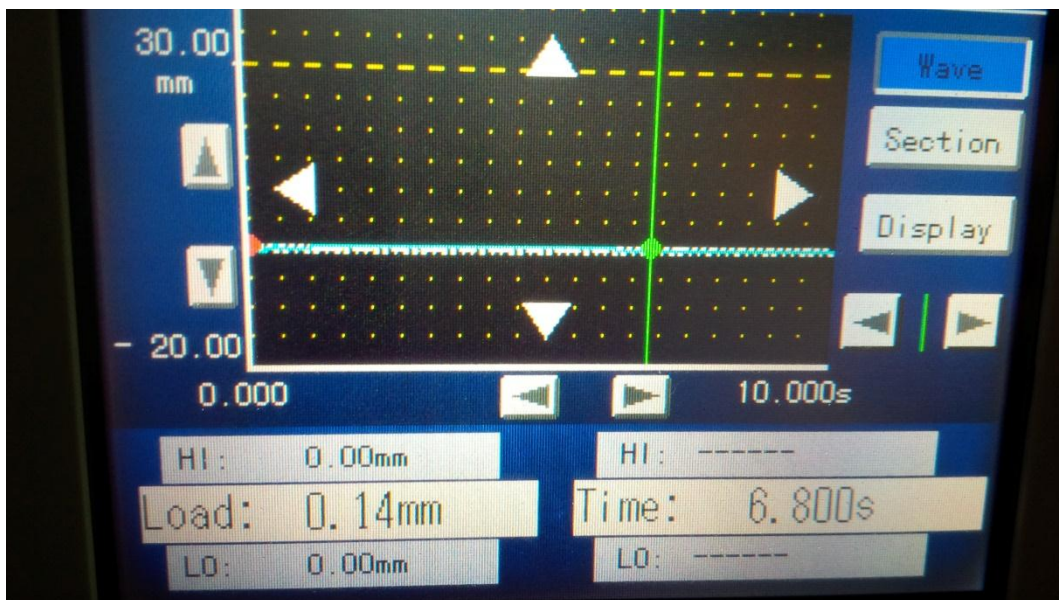 30.00
mm
Wave
Section
Display
- 20.00
0.000 10.000s
HI: 0.00mm HI: ------
Load: 0.14mm Time: 6.800s
LO: 0.00mm LO: ------